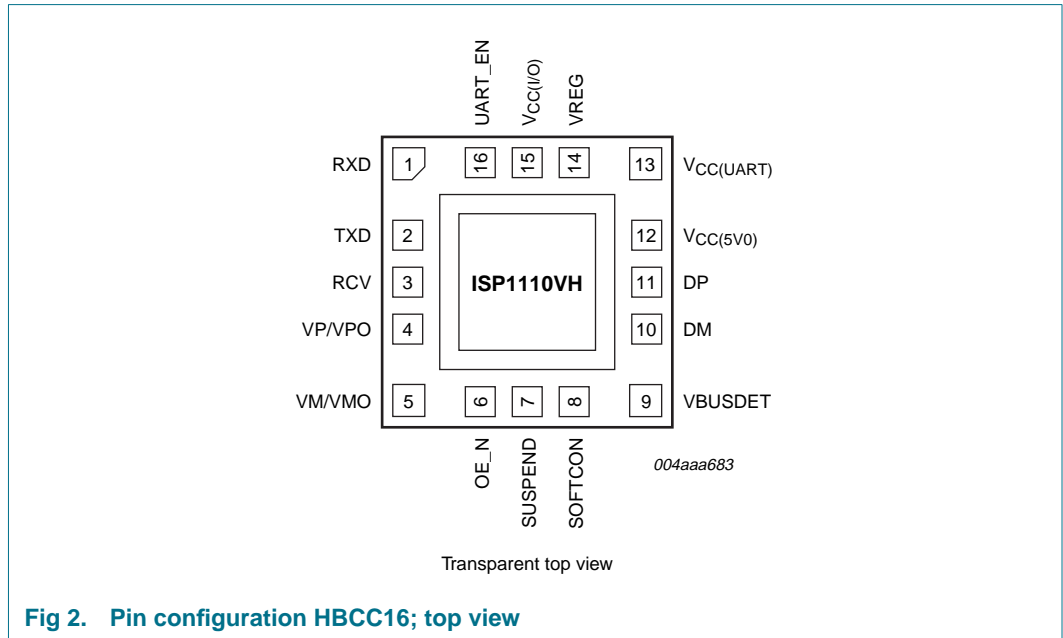 UART_EN
VCC(I/O)
VREG
16
15
14
RXD
1
13
VCC(UART)
TXD
2
12
VCC(5V0)
RCV
3
ISP1110VH
11
DP
VP/VPO
4
10
DM
VM/VMO
5
6
7
8
9
VBUSDET
OE_N
SUSPEND
SOFTCON
004aaa683
Transparent top view
Fig 2. Pin configuration HBCC16; top view